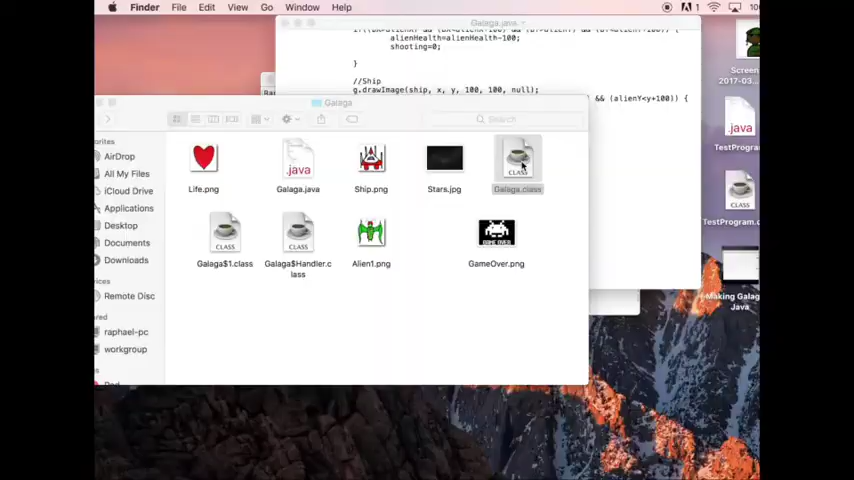 Finder File Edit View Go Window Help
Galaga.java
alienHealth=alienHealth-100;
shooting=0;
}
//Ship
g.drawImage(ship, x, y, 100, 100, null);
&& (alienY<y+100)) {
Galaga
Search
AirDrop
All My Files
iCloud Drive
Applications
Desktop
Documents
Downloads
Remote Disc
raphael-pc
workgroup
Life.png
.java
Galaga.java
Ship.png
Stars.jpg
CLASS
Galaga.class
CLASS
Galaga$1.class
CLASS
Galaga$Handler.c
lass
Alien1.png
GAME OVER
GameOver.png
Screen
2017-03
.java
TestProgram
CLASS
TestProgram.c
Making Galag
Java